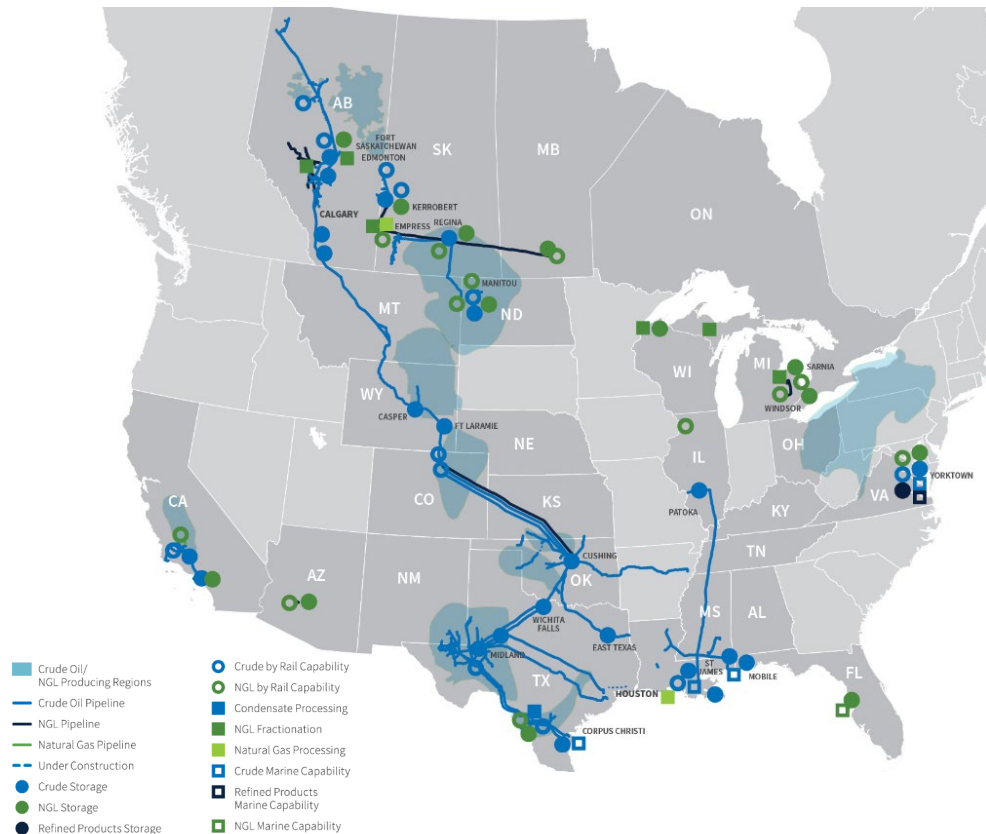 AB
FORT
SASKATCHEWAN
EDMONTON
SK
MB
ON
KERROBERT
CALGARY
EMPRESS
REGINA
MANITOU
MT
ND
WI
MI
SARNIA
WINDSOR
WY
CASPER
FT LARAMIE
NE
IL
OH
YORKTOWN
VA
CA
CO
KS
PATOKA
KY
CUSHING
TN
AZ
NM
OK
MS
AL
WICHITA
FALLS
EAST TEXAS
MIDLAND
ST
JAMES
MOBILE
TX
HOUSTON
FL
CORPUS CHRISTI
Crude Oil/
NGL Producing Regions
Crude Oil Pipeline
NGL Pipeline
Natural Gas Pipeline
Under Construction
Crude Storage
NGL Storage
Refined Products Storage
Crude by Rail Capability
NGL by Rail Capability
Condensate Processing
NGL Fractionation
Natural Gas Processing
Crude Marine Capability
Refined Products
Marine Capability
NGL Marine Capability